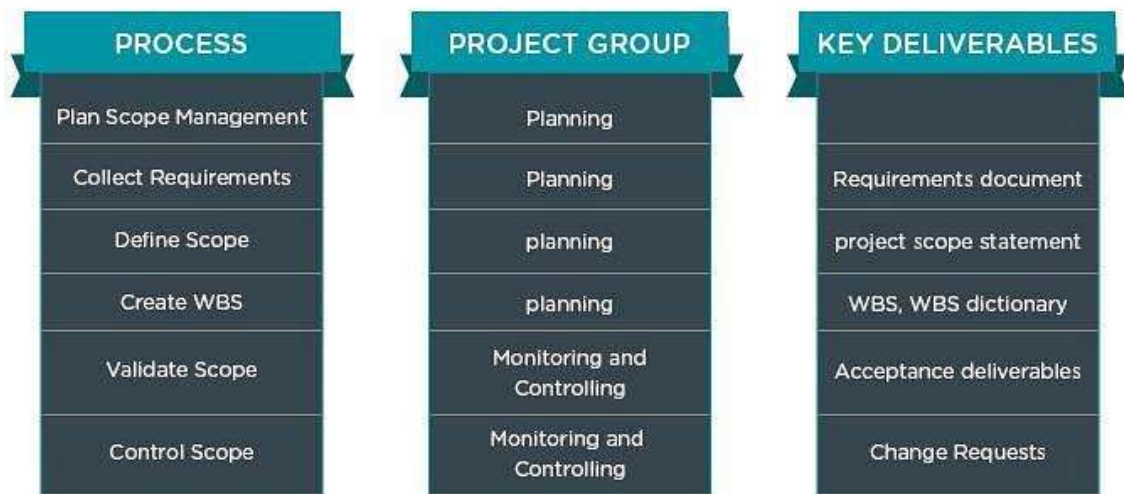 PROCESS PROJECT GROUP KEY DELIVERABLES
Plan Scope Management Planning
Collect Requirements Planning Requirements document
Define Scope planning project scope statement
Create WBS planning WBS, WBS dictionary
Validate Scope Monitoring and Controlling Acceptance deliverables
Control Scope Monitoring and Controlling Change Requests